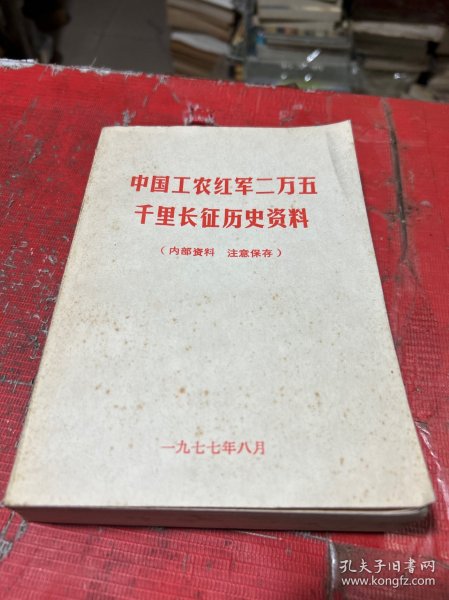 中国工农红军二万五
千里长征历史资料
（内部资料 注意保存）
一九七七年八月
孔夫子旧书网
www.kongfz.com